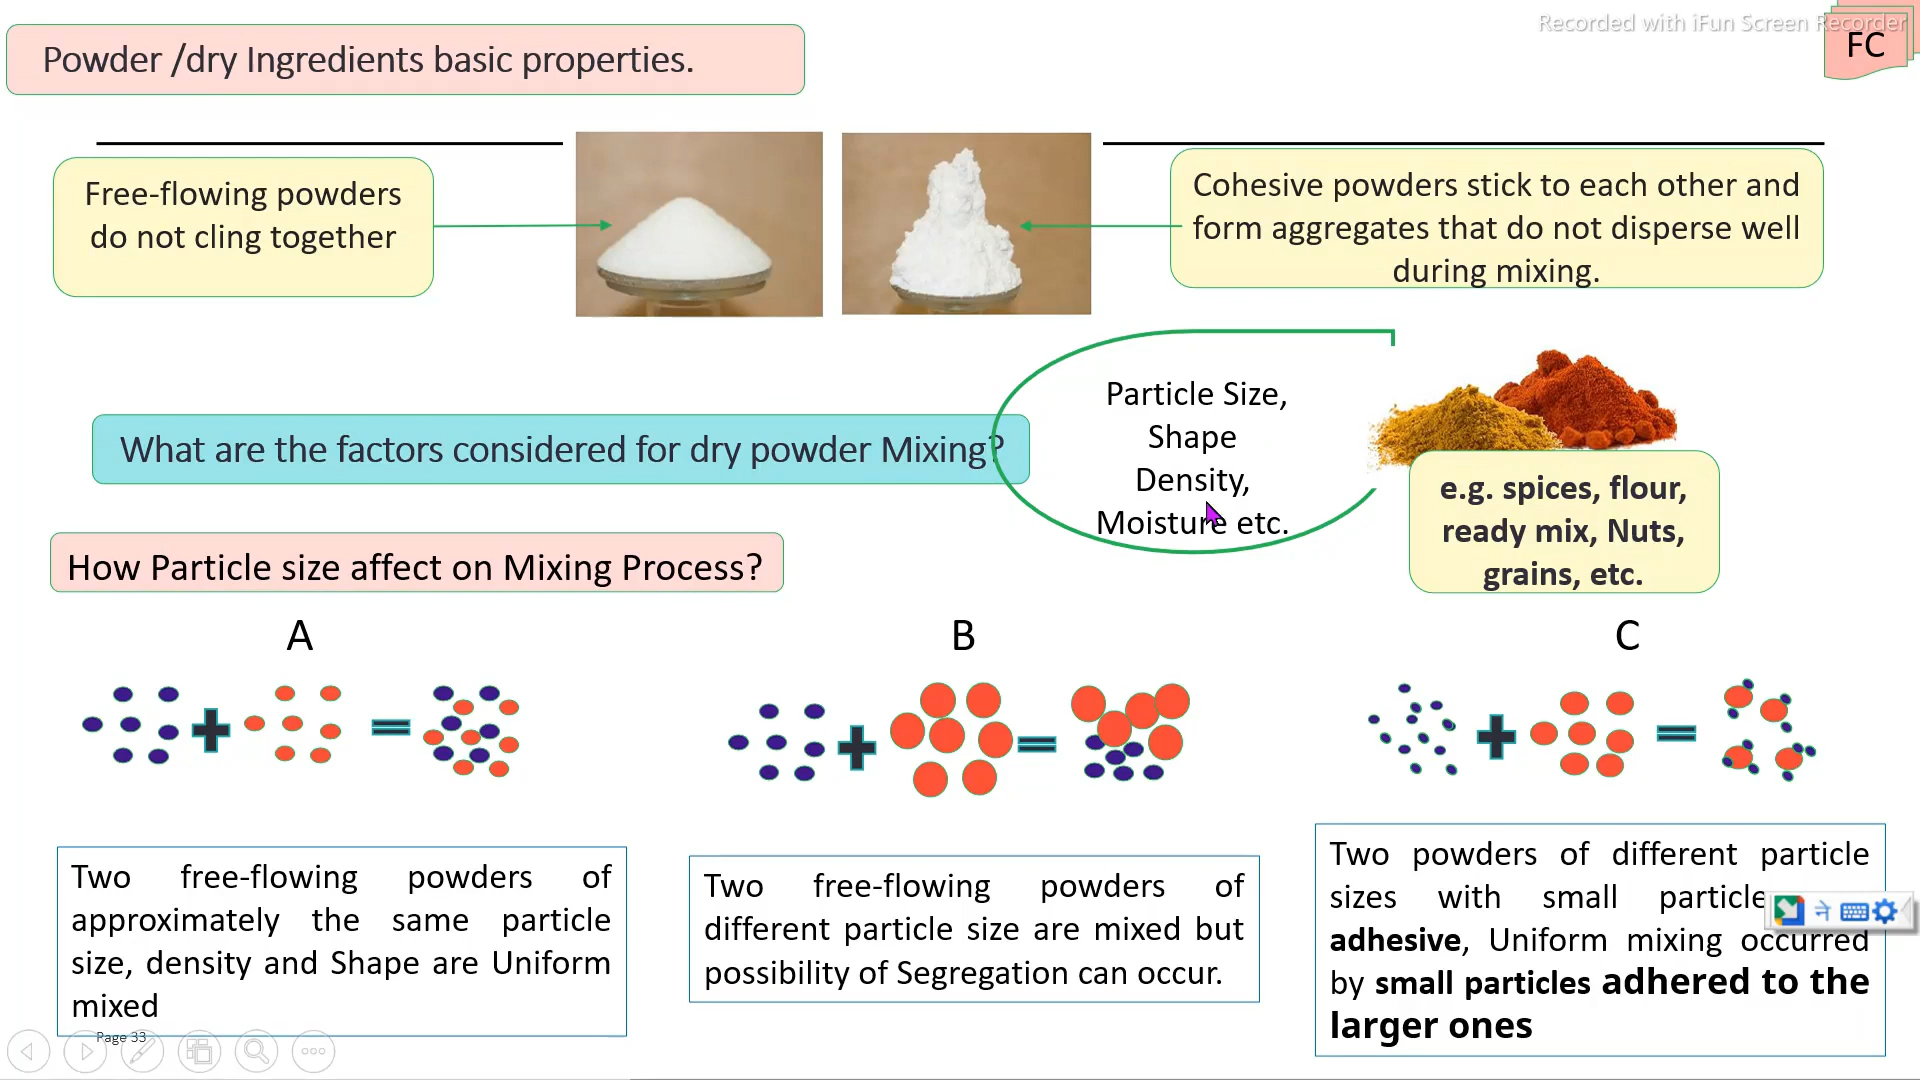 Recorded with iFun Screen Recorder
FC
Powder /dry Ingredients basic properties.
Free-flowing powders
do not cling together
Cohesive powders stick to each other and
form aggregates that do not disperse well
during mixing.
What are the factors considered for dry powder Mixing?
Particle Size,
Shape
Density,
Moisture etc.
e.g. spices, flour,
ready mix, Nuts,
grains, etc.
How Particle size affect on Mixing Process?
A
B
C
Two free-flowing powders of
approximately the same particle
size, density and Shape are Uniform
mixed
Two free-flowing powders of
different particle size are mixed but
possibility of Segregation can occur.
Two powders of different particle
sizes with small particle
adhesive, Uniform mixing occurred
by small particles adhered to the
larger ones
ने
Page 33